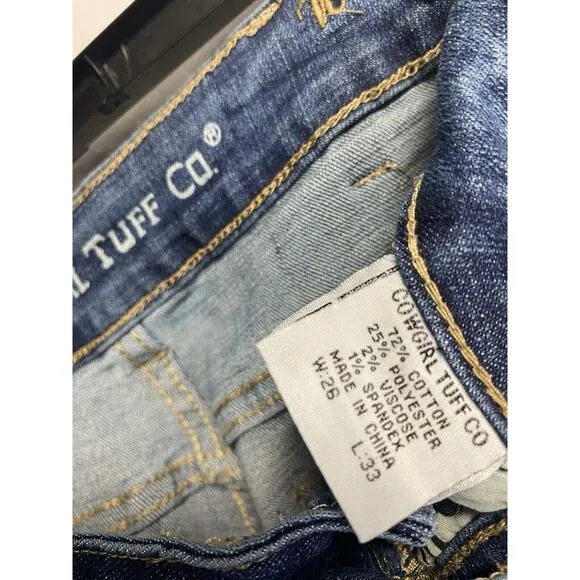 TUFF CO.®
COWGIRL TUFF CO
72% COTTON
25% POLYESTER
2% VISCOSE
1% SPANDEX
MADE IN CHINA
W:26 L:33